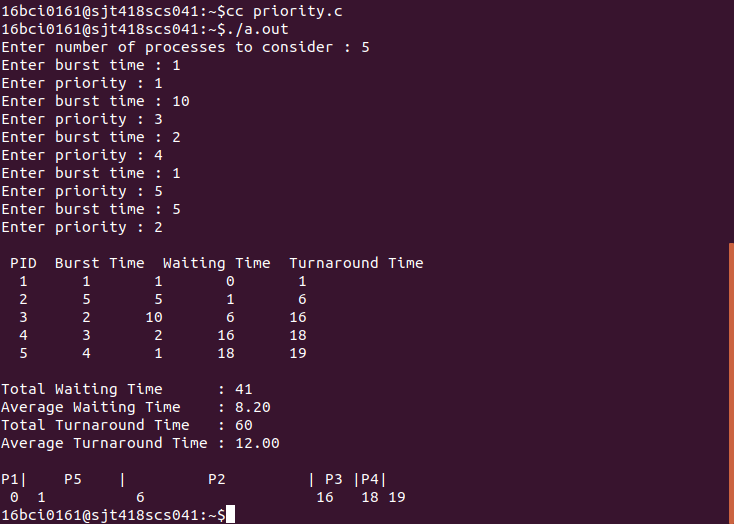 16bci0161@sjt418scs041:~$cc priority.c
16bci0161@sjt418scs041:~$./a.out
Enter number of processes to consider : 5
Enter burst time : 1
Enter priority : 1
Enter burst time : 10
Enter priority : 3
Enter burst time : 2
Enter priority : 4
Enter burst time : 1
Enter priority : 5
Enter burst time : 5
Enter priority : 2
PID  Burst Time  Waiting Time  Turnaround Time
1      1       1       0       1
2      5       5       1       6
3      2      10       6      16
4      3       2      16      18
5      4       1      18      19
Total Waiting Time      : 41
Average Waiting Time    : 8.20
Total Turnaround Time   : 60
Average Turnaround Time : 12.00
P1|    P5    |         P2         | P3 |P4|
0  1          6                   16   18 19
16bci0161@sjt418scs041:~$